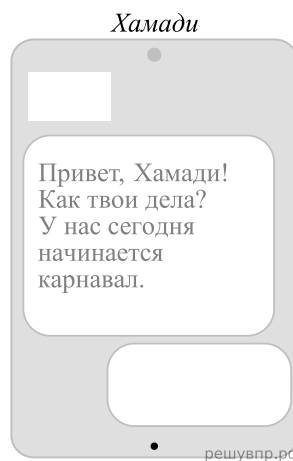 Хамади
Привет, Хамади!
Как твои дела?
У нас сегодня
начинается
карнавал.
решувпр.рф